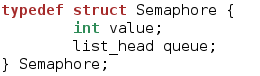 typedef struct Semaphore {
        int value;
        list_head queue;
} Semaphore;